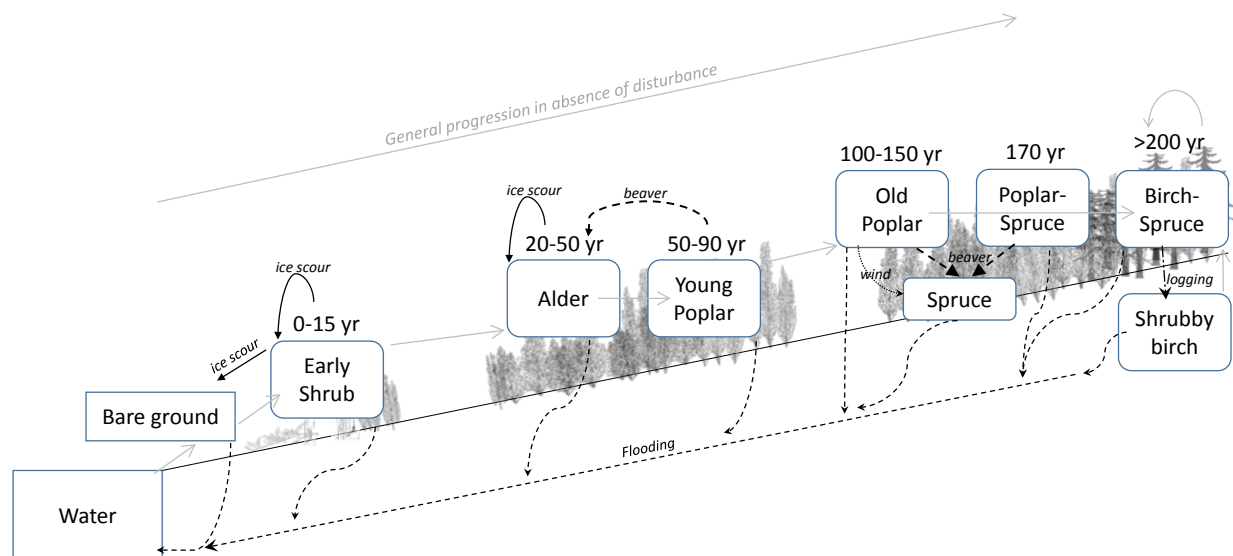 General progression in absence of disturbance
>200 yr
100-150 yr
170 yr
Old
Poplar
Poplar-
Spruce
Birch-
Spruce
ice scour
beaver
20-50 yr
50-90 yr
Alder
Young
Poplar
wind
beaver
Spruce
logging
Shrubby
birch
ice scour
0-15 yr
ice scour
Early
Shrub
Bare ground
Flooding
Water